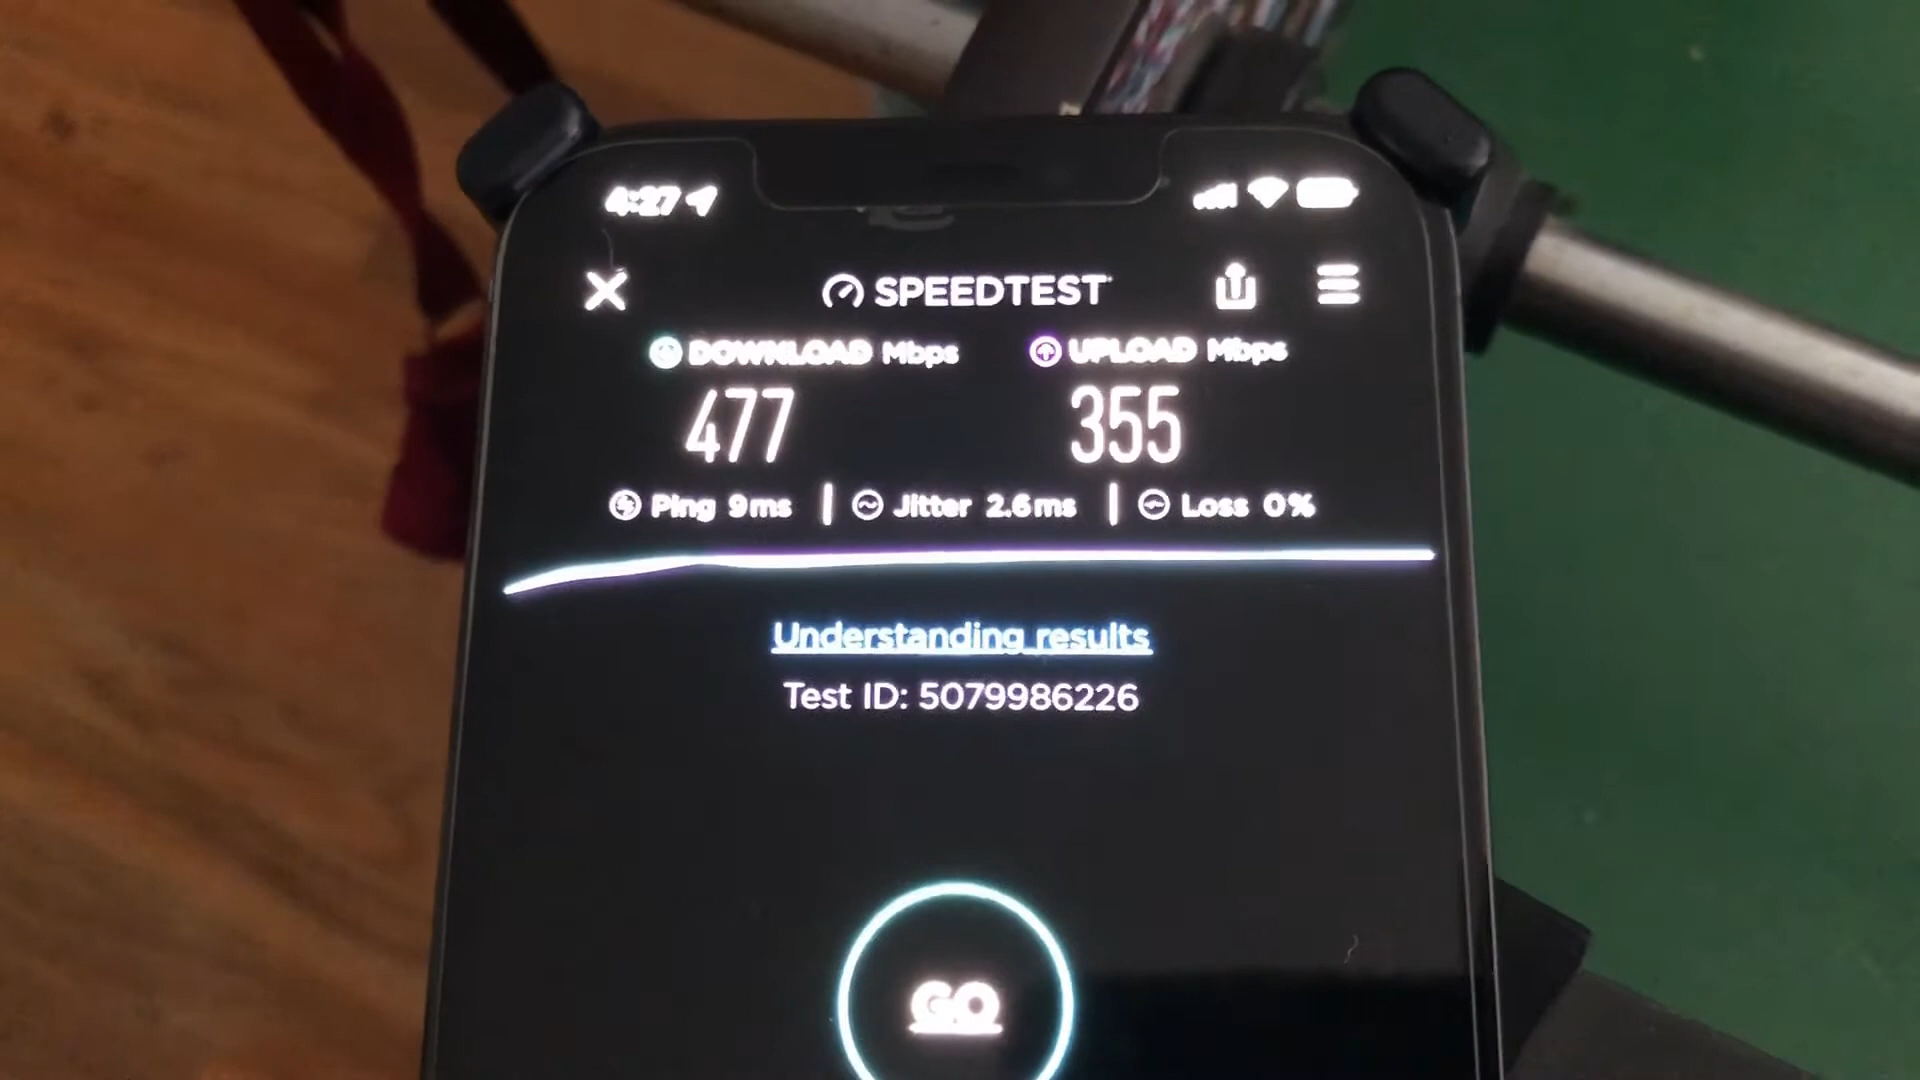 4:27
SPEEDTEST
DOWNLOAD Mbps UPLOAD Mbps
477 355
Ping 9ms | Jitter 2.6ms | Loss 0%
Understanding results
Test ID: 5079986226
GO